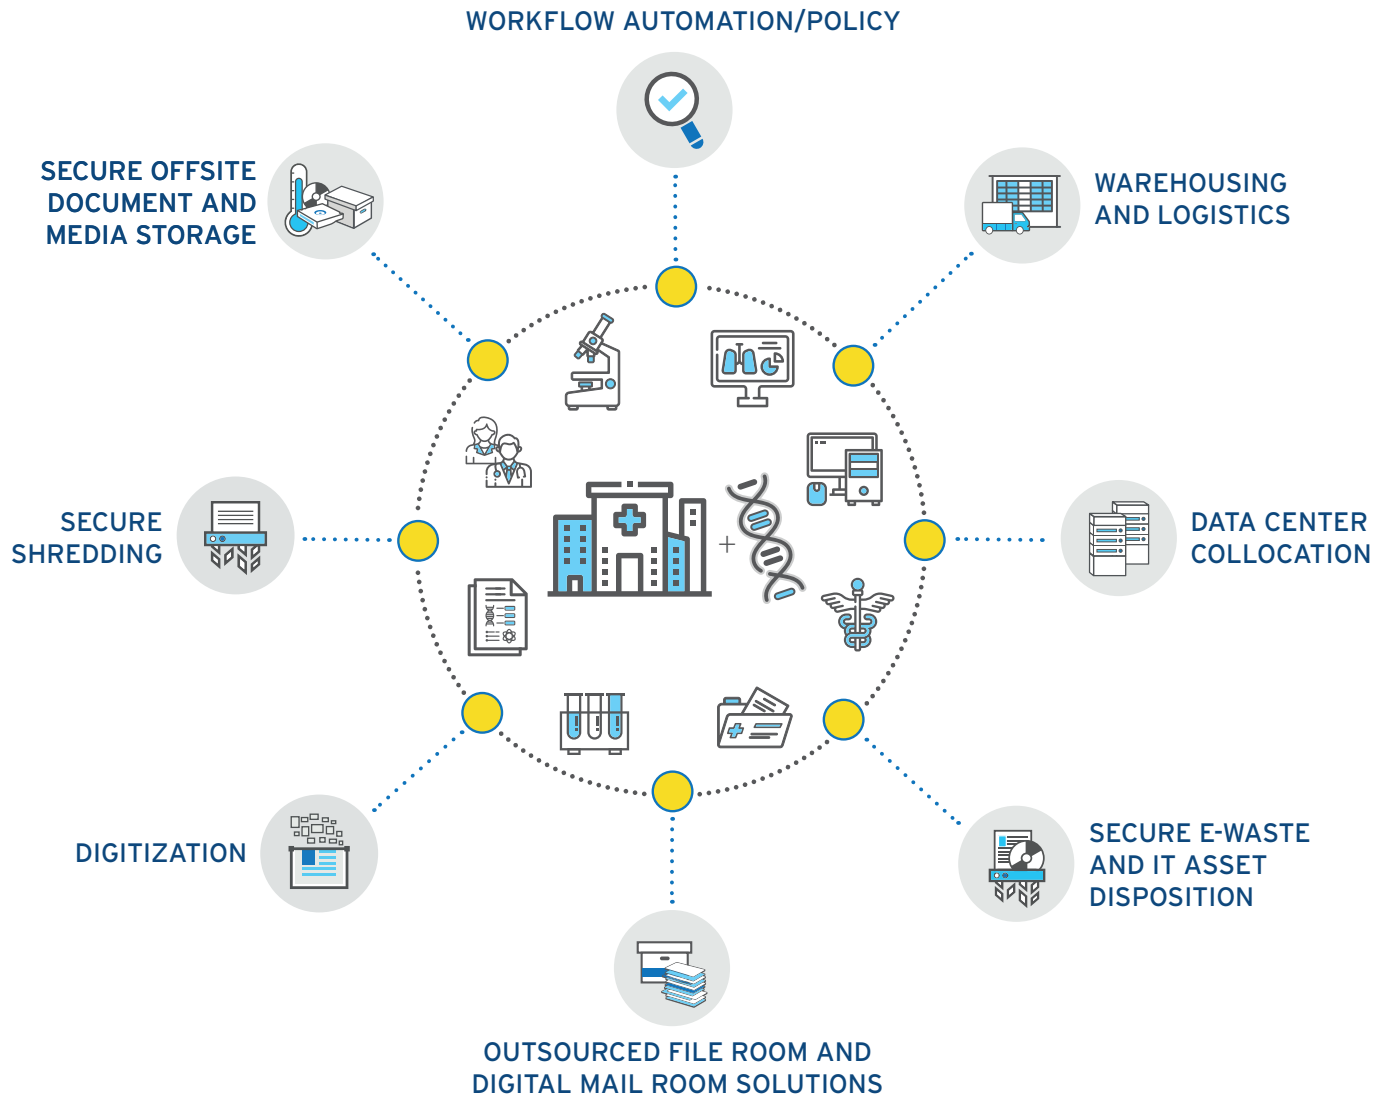 WORKFLOW AUTOMATION/POLICY
SECURE OFFSITE
DOCUMENT AND
MEDIA STORAGE
WAREHOUSING
AND LOGISTICS
SECURE
SHREDDING
DATA CENTER
COLLOCATION
DIGITIZATION
SECURE E-WASTE
AND IT ASSET
DISPOSITION
OUTSOURCED FILE ROOM AND
DIGITAL MAIL ROOM SOLUTIONS